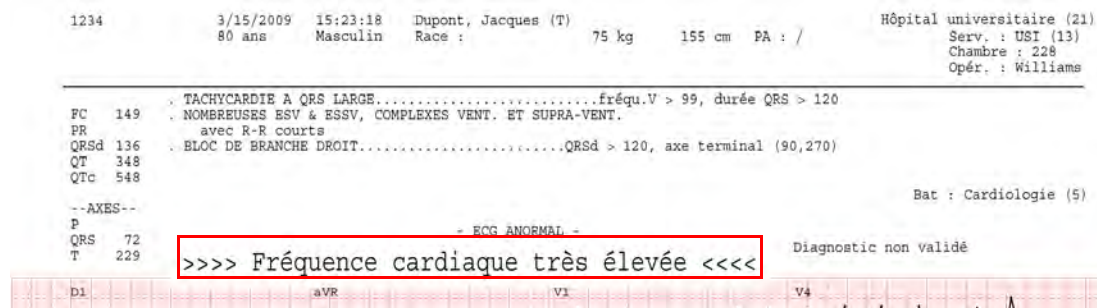 1234 3/15/2009 15:23:18 Dupont, Jacques (T) Hôpital universitaire (21)
80 ans Masculin Race : 75 kg 155 cm PA : / Serv. : USI (13)
Chambre : 228
Opér. : Williams
. TACHYCARDIE A QRS LARGE............................fréqu.V > 99, durée QRS > 120
FC 149 . NOMBREUSES ESV & ESSV, COMPLEXES VENT. ET SUPRA-VENT.
PR avec R-R courts
QRSd 136 . BLOC DE BRANCHE DROIT..........................QRSd > 120, axe terminal (90,270)
QT 348
QTc 548
Bat : Cardiologie (5)
--AXES--
P
- ECG ANORMAL -
QRS 72
Diagnostic non validé
T 229
>>>> Fréquence cardiaque très élevée <<<<
D1 aVR V1 V4